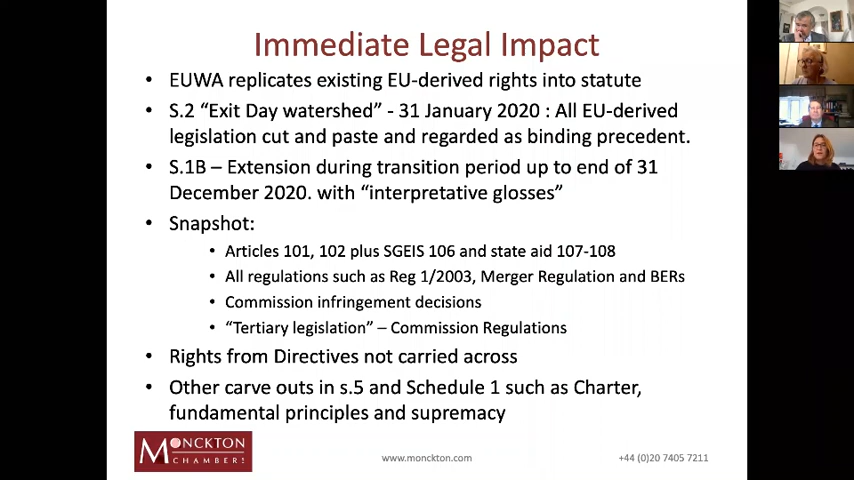 Immediate Legal Impact
• EUWA replicates existing EU-derived rights into statute
• S.2 “Exit Day watershed” - 31 January 2020 : All EU-derived
legislation cut and paste and regarded as binding precedent.
• S.1B – Extension during transition period up to end of 31
December 2020. with “interpretative glosses”
• Snapshot:
• Articles 101, 102 plus SGEIS 106 and state aid 107-108
• All regulations such as Reg 1/2003, Merger Regulation and BERs
• Commission infringement decisions
• “Tertiary legislation” – Commission Regulations
• Rights from Directives not carried across
• Other carve outs in s.5 and Schedule 1 such as Charter,
fundamental principles and supremacy
MONCKTON
CHAMBERS
www.monckton.com
+44 (0)20 7405 7211